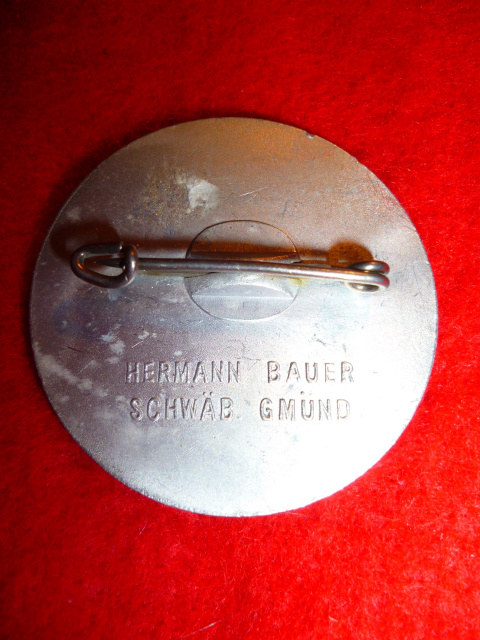 HERMANN BAUER
SCHWÄB. GMÜND